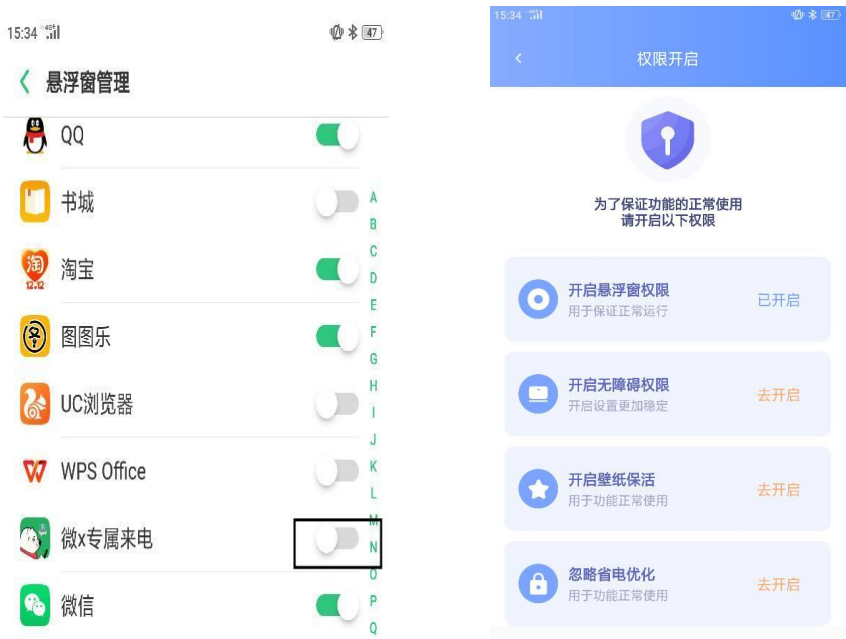 15:34 4G
47
悬浮窗管理
QQ
书城
A
B
淘宝
12.12
C
D
E
图图乐
F
G
UC浏览器
H
I
J
WPS Office
K
L
微x专属来电
M
N
O
微信
P
Q
15:34 4G
47
权限开启
为了保证功能的正常使用
请开启以下权限
开启悬浮窗权限
用于保证正常运行
已开启
开启无障碍权限
开启设置更加稳定
去开启
开启壁纸保活
用于功能正常使用
去开启
忽略省电优化
用于功能正常使用
去开启